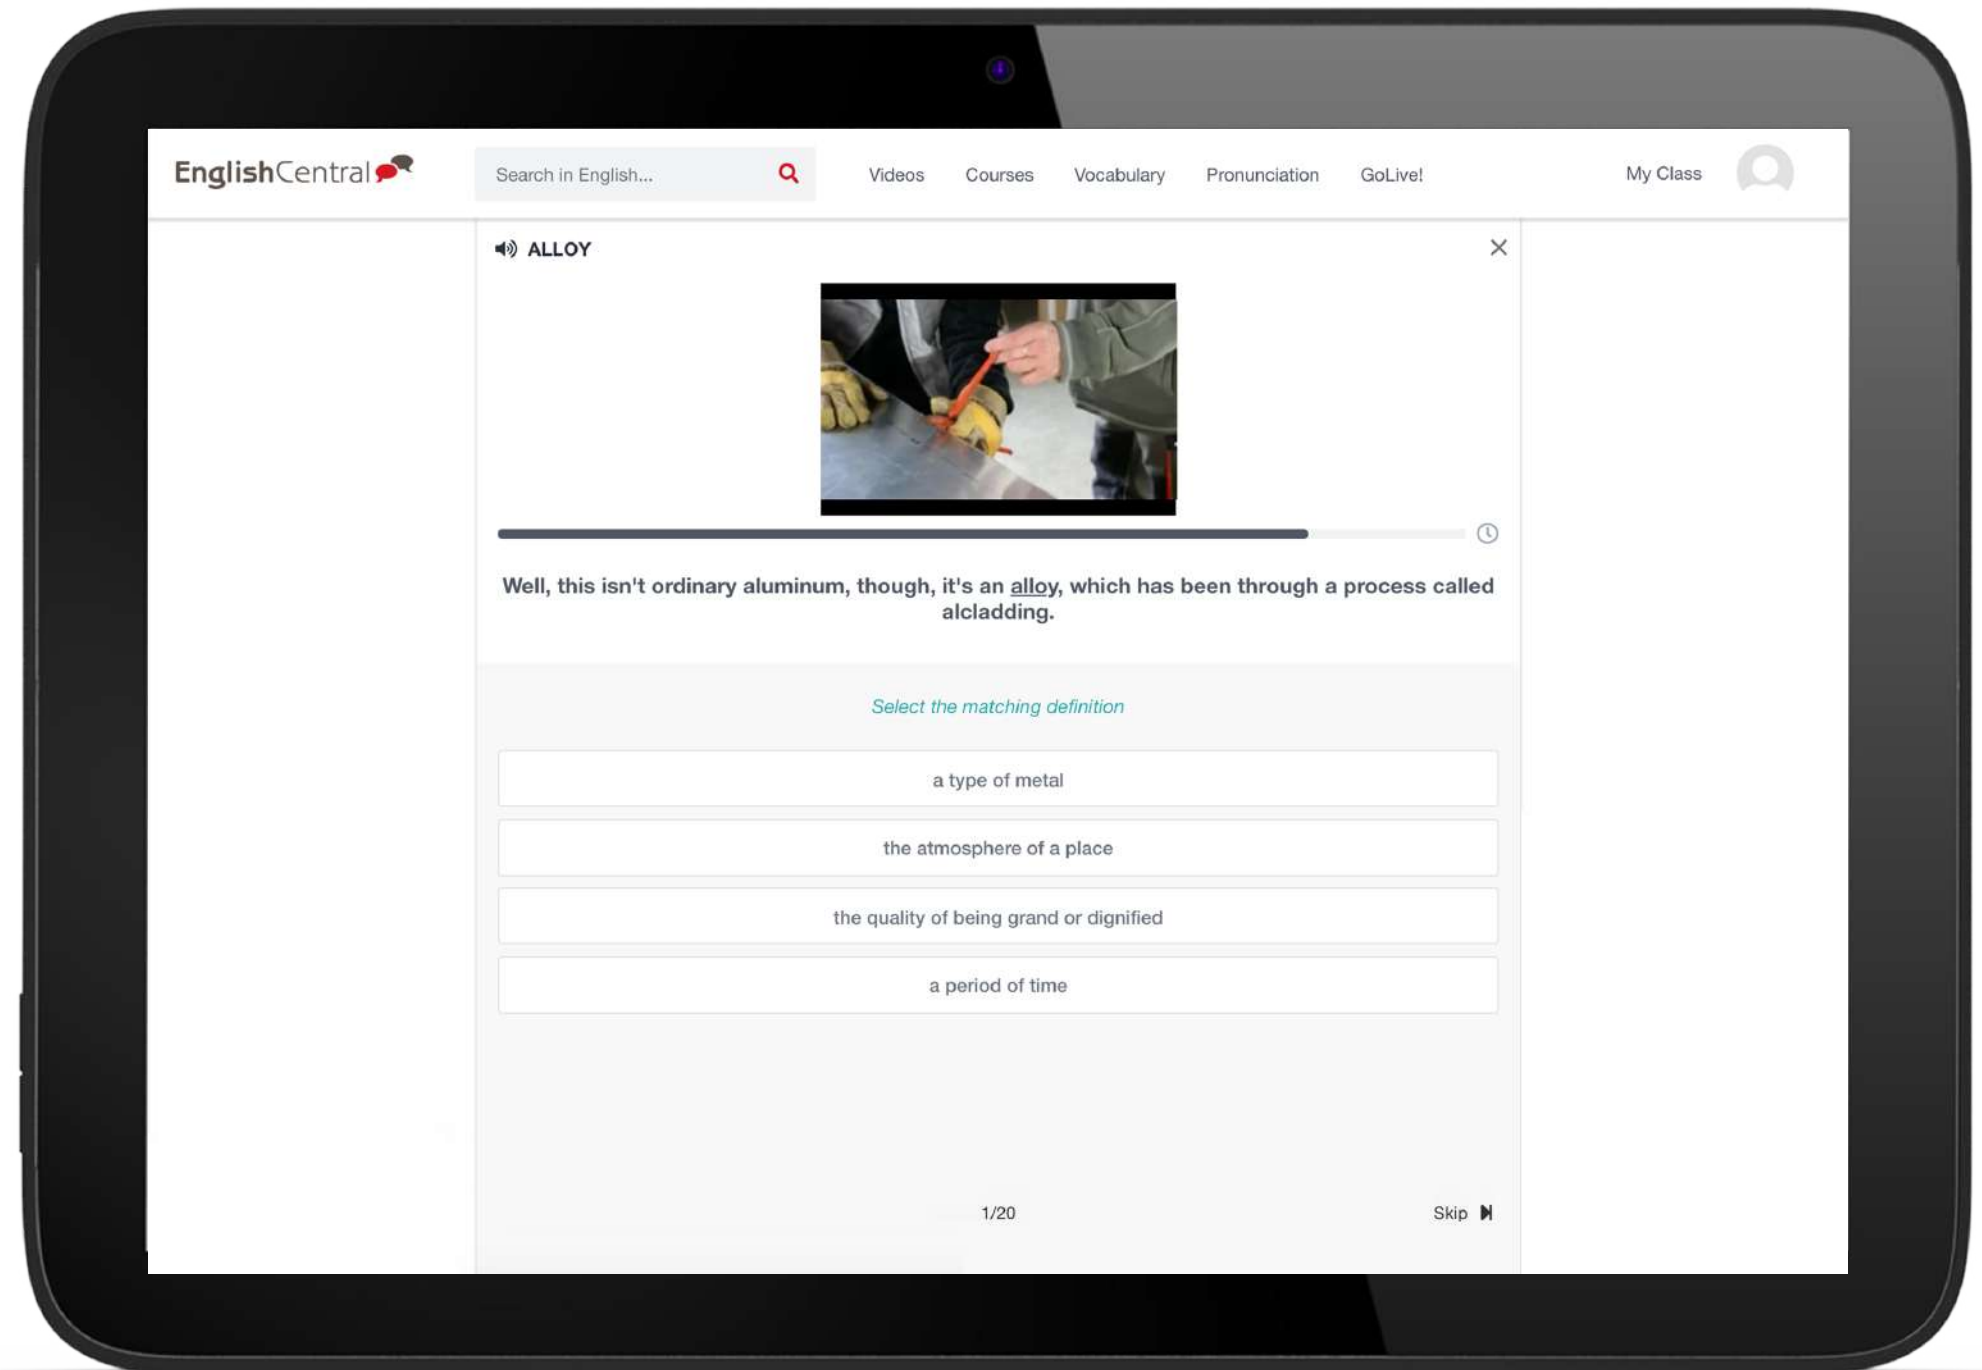 EnglishCentral
Search in English...
Videos
Courses
Vocabulary
Pronunciation
GoLive!
My Class
ALLOY
Well, this isn't ordinary aluminum, though, it's an alloy, which has been through a process called
alcladding.
Select the matching definition
a type of metal
the atmosphere of a place
the quality of being grand or dignified
a period of time
1/20
Skip